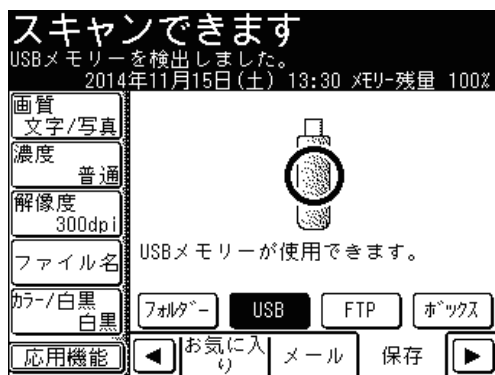 スキャンできます
USBメモリーを検出しました。
2014年11月15日(土) 13:30 ﾒﾓﾘｰ残量 100%
画質
文字/写真
濃度
普通
解像度
300dpi
ファイル名
ｶﾗｰ/白黒
白黒
応用機能
USBメモリーが使用できます。
ﾌｫﾙﾀﾞｰ USB FTP ﾎﾞｯｸｽ
◀ お気に入 メール 保存 ▶
り